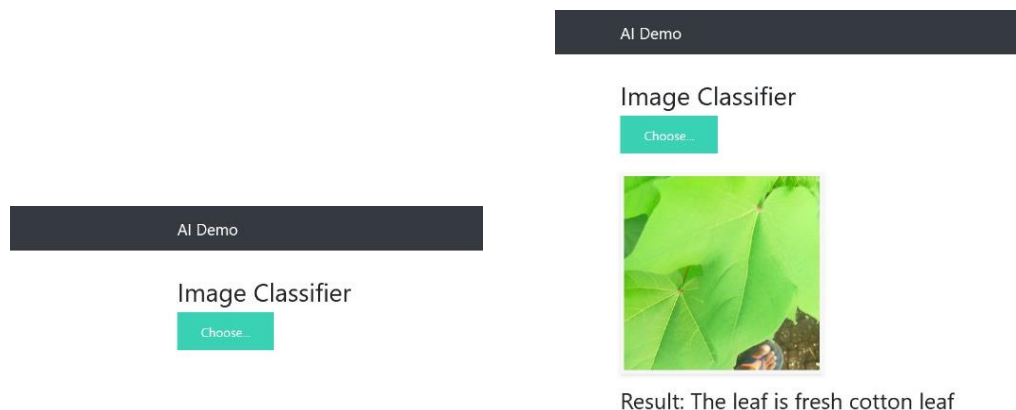 AI Demo
Image Classifier
Choose...
AI Demo
Image Classifier
Choose...
Result: The leaf is fresh cotton leaf